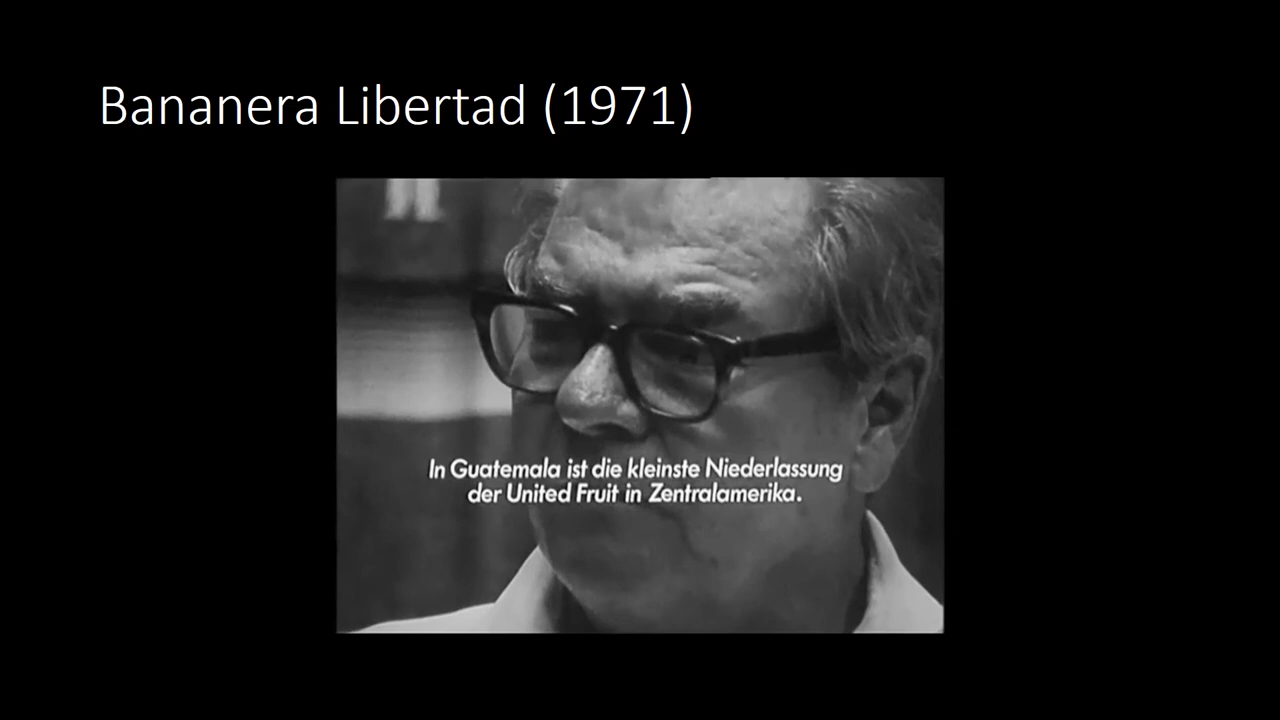 Bananera Libertad (1971)
In Guatemala ist die kleinste Niederlassung
der United Fruit in Zentralamerika.